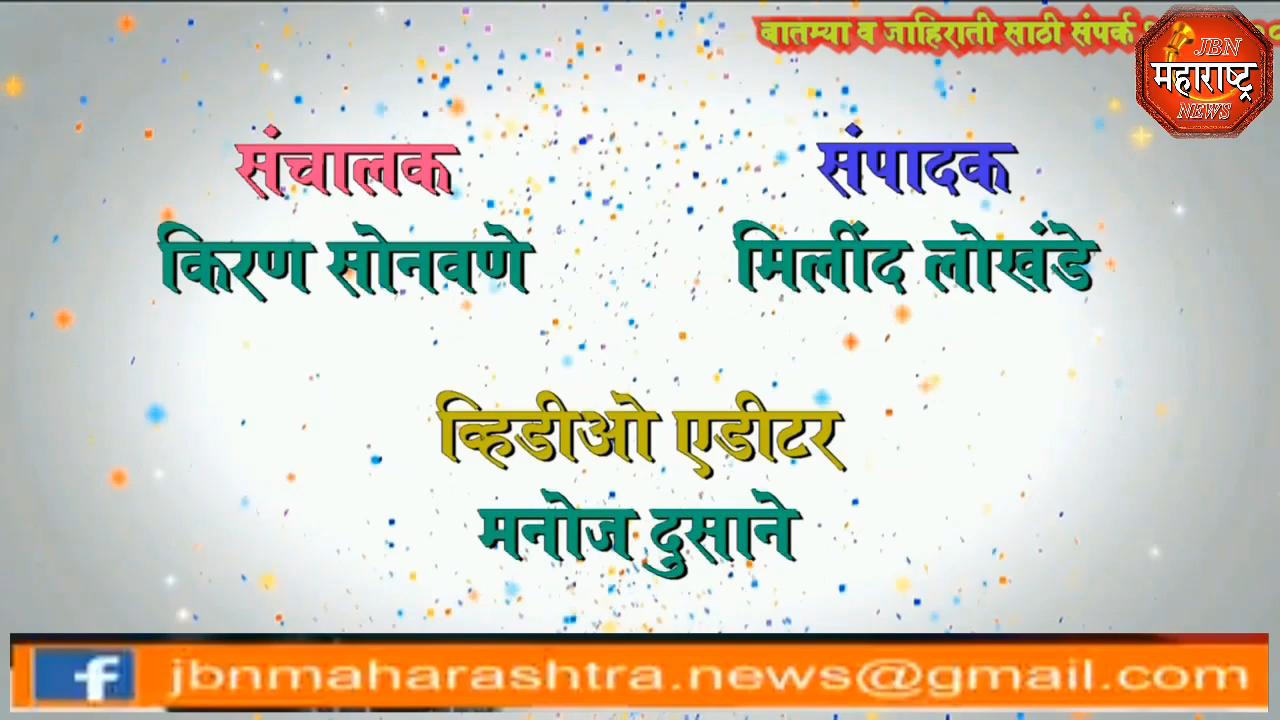 बातम्या व जाहिराती साठी संपर्क
JBN
महाराष्ट्र
NEWS
संचालक
संपादक
किरण सोनवणे
मिलींद लोखंडे
व्हिडीओ एडीटर
मनोज दुसाने
f jbnmaharashtra.news@gmail.com